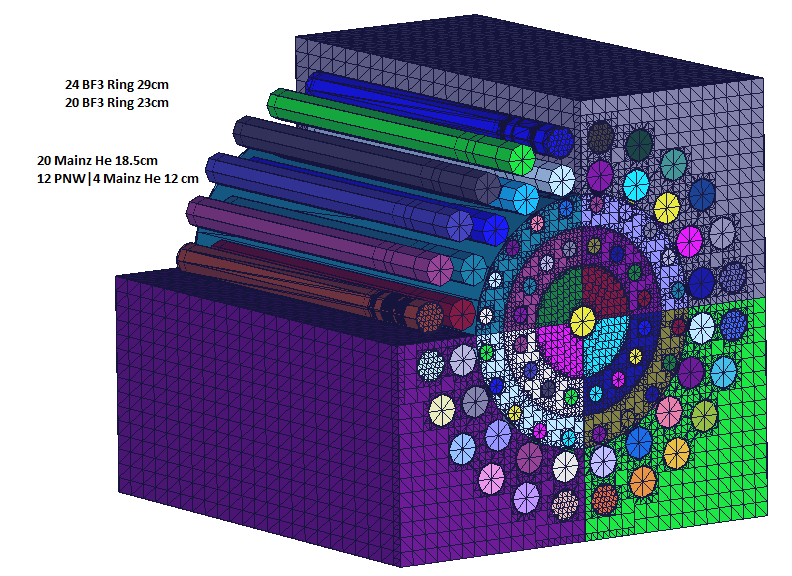 24 BF3 Ring 29cm
20 BF3 Ring 23cm
20 Mainz He 18.5cm
12 PNW|4 Mainz He 12 cm